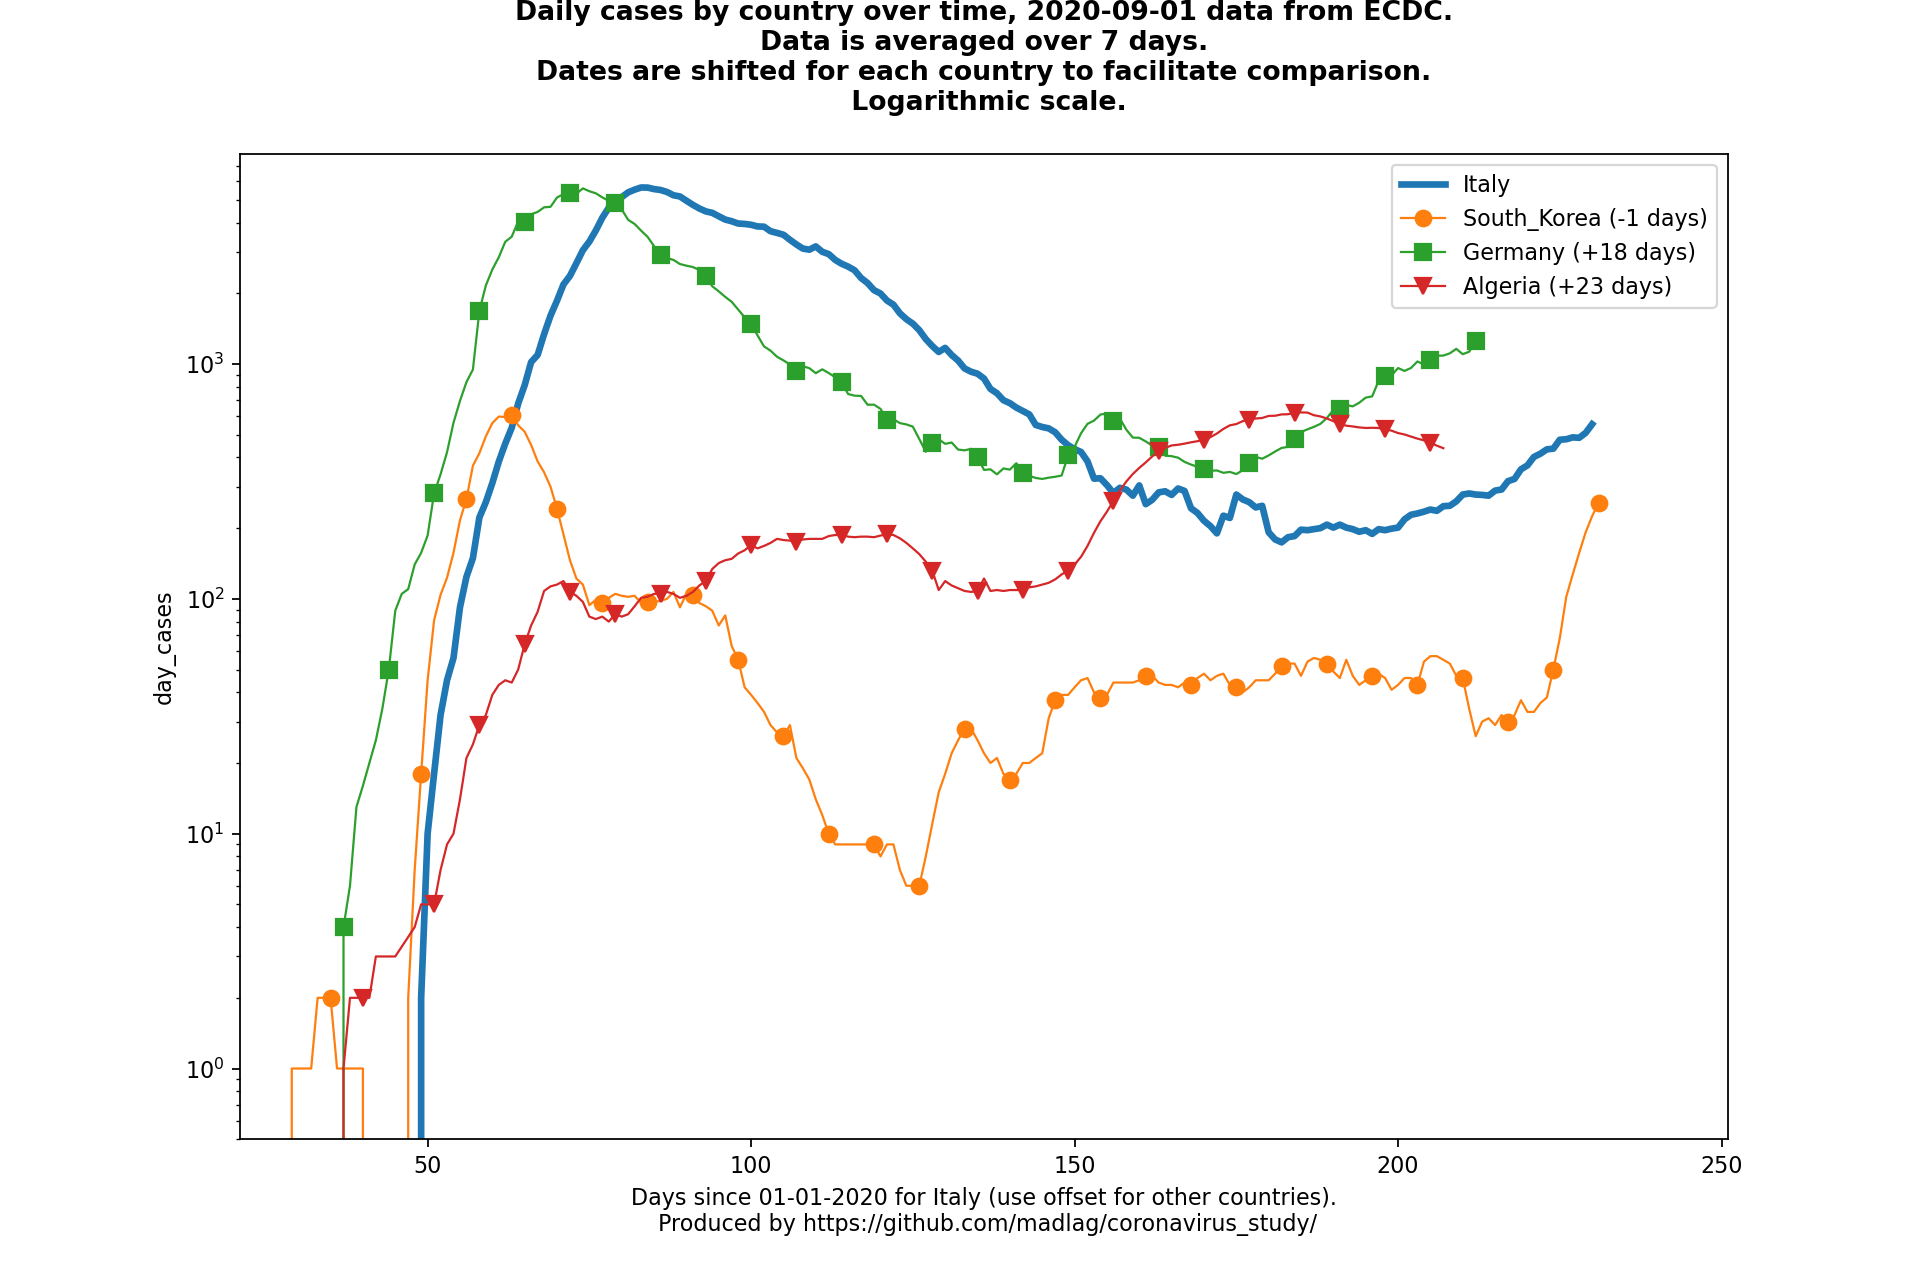 Daily cases by country over time, 2020-09-01 data from ECDC.
Data is averaged over 7 days.
Dates are shifted for each country to facilitate comparison.
Logarithmic scale.
Italy
South_Korea (-1 days)
Germany (+18 days)
Algeria (+23 days)
day_cases
10³
10²
10¹
10⁰
50
100
150
200
250
Days since 01-01-2020 for Italy (use offset for other countries).
Produced by https://github.com/madlag/coronavirus_study/